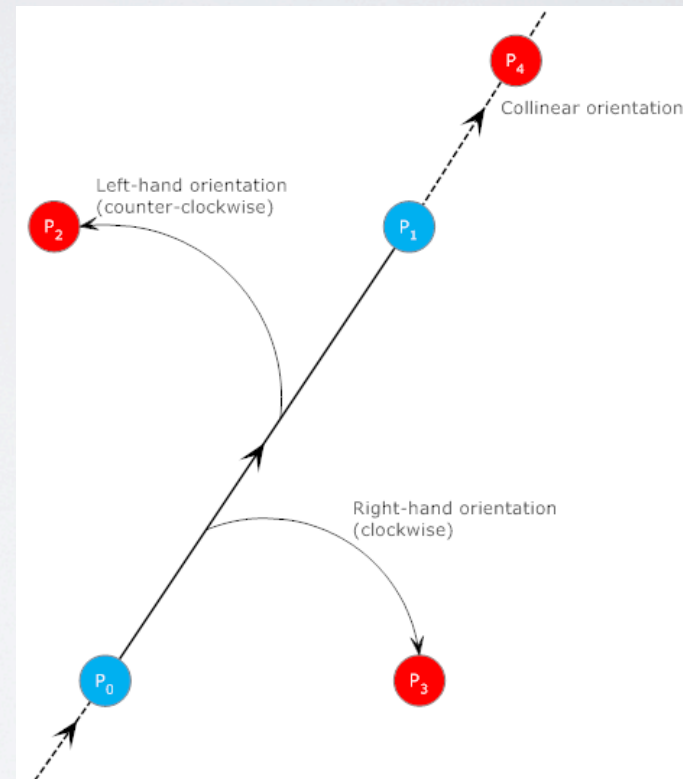 P4
Collinear orientation
Left-hand orientation
(counter-clockwise)
P2
P1
Right-hand orientation
(clockwise)
P0
P3